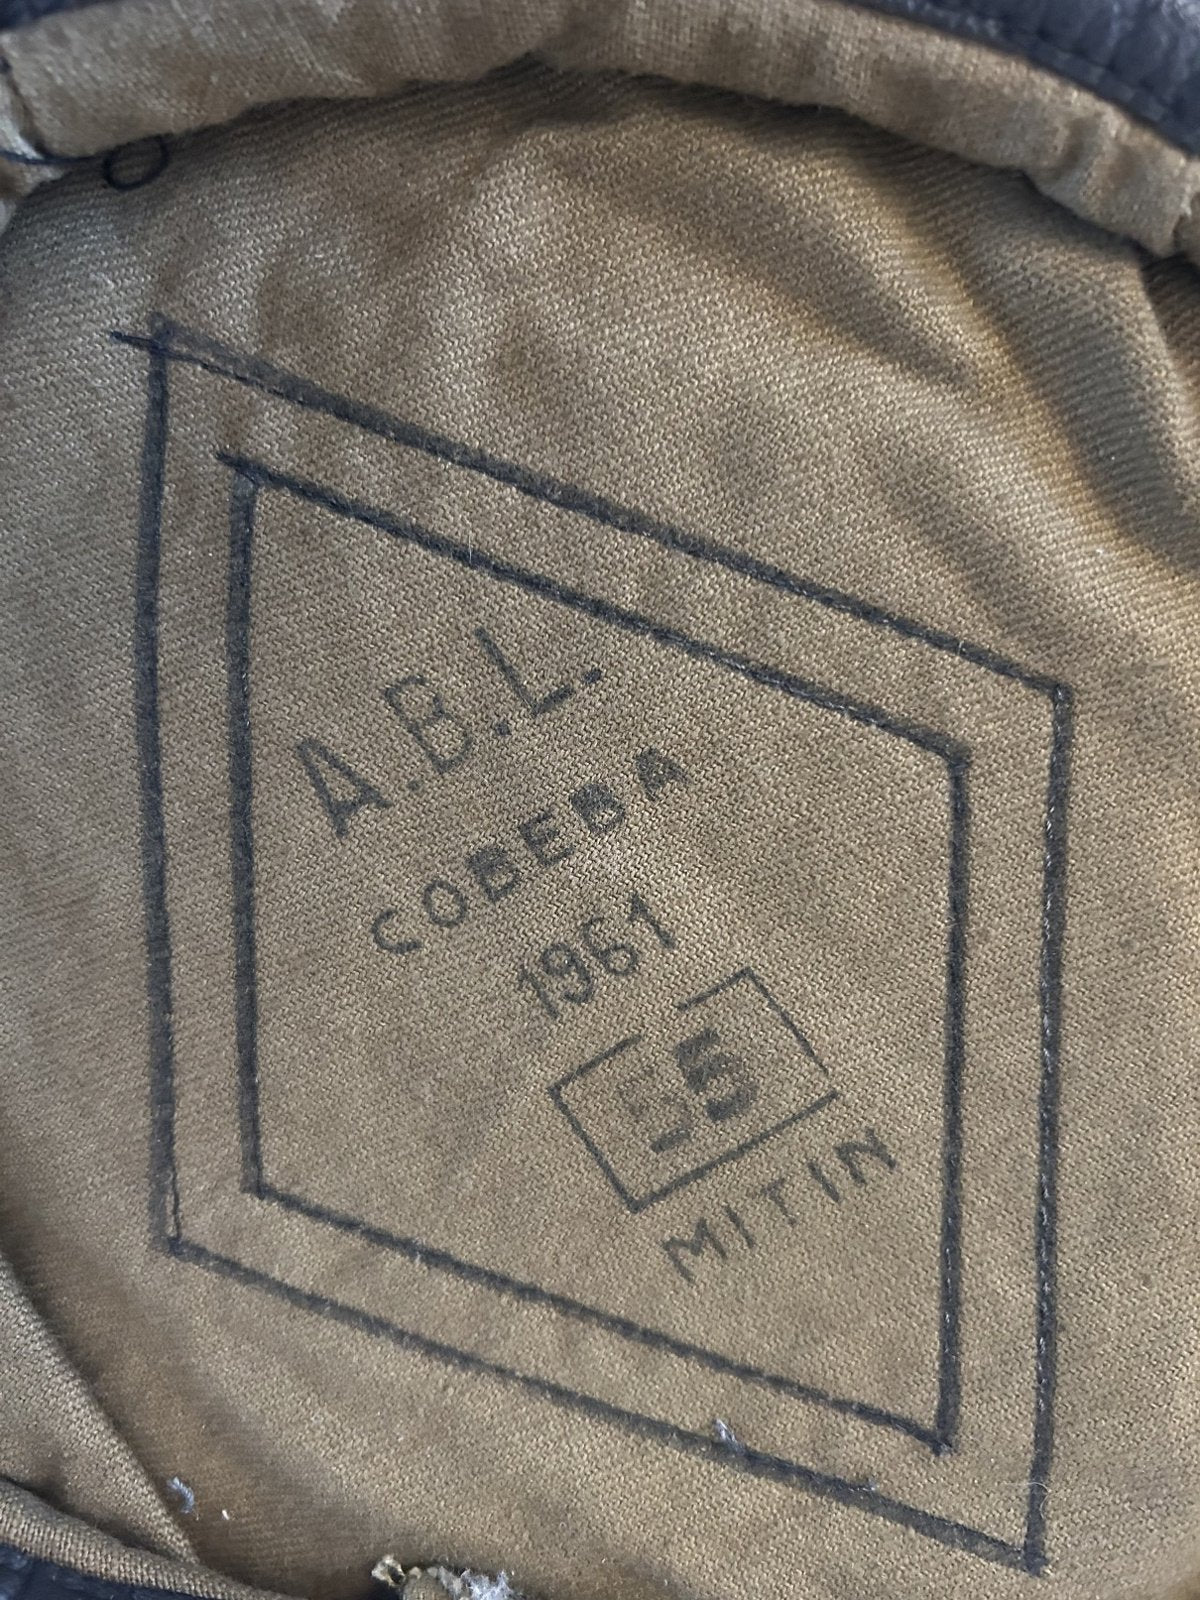 A.B.L.
COBEBA
1961
55
MITIN